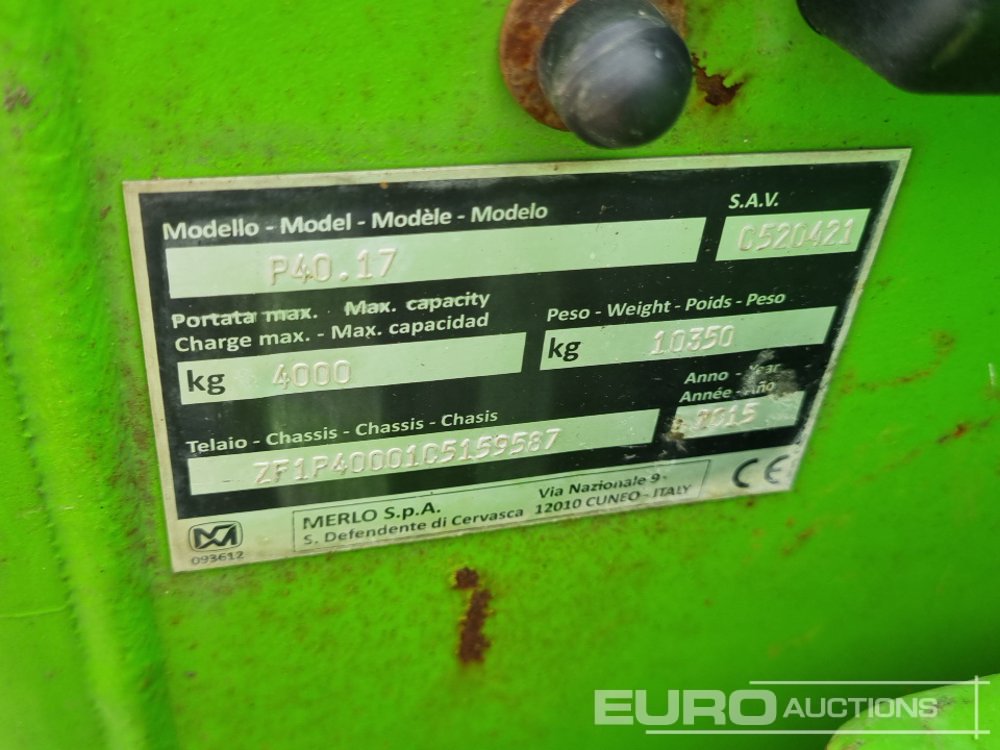 Modello - Model - Modèle - Modelo
S.A.V.
P40.17
C520421
Portata max. Max. capacity
Charge max. - Max. capacidad
Peso - Weight - Poids - Peso
kg 4000
kg 10350
Anno - Year
Année - Año
2015
Telaio - Chassis - Chassis - Chasis
ZF1P40001C5159587
CE
MERLO S.p.A.
Via Nazionale 9
S. Defendente di Cervasca 12010 CUNEO - ITALY
093612
EURO AUCTIONS